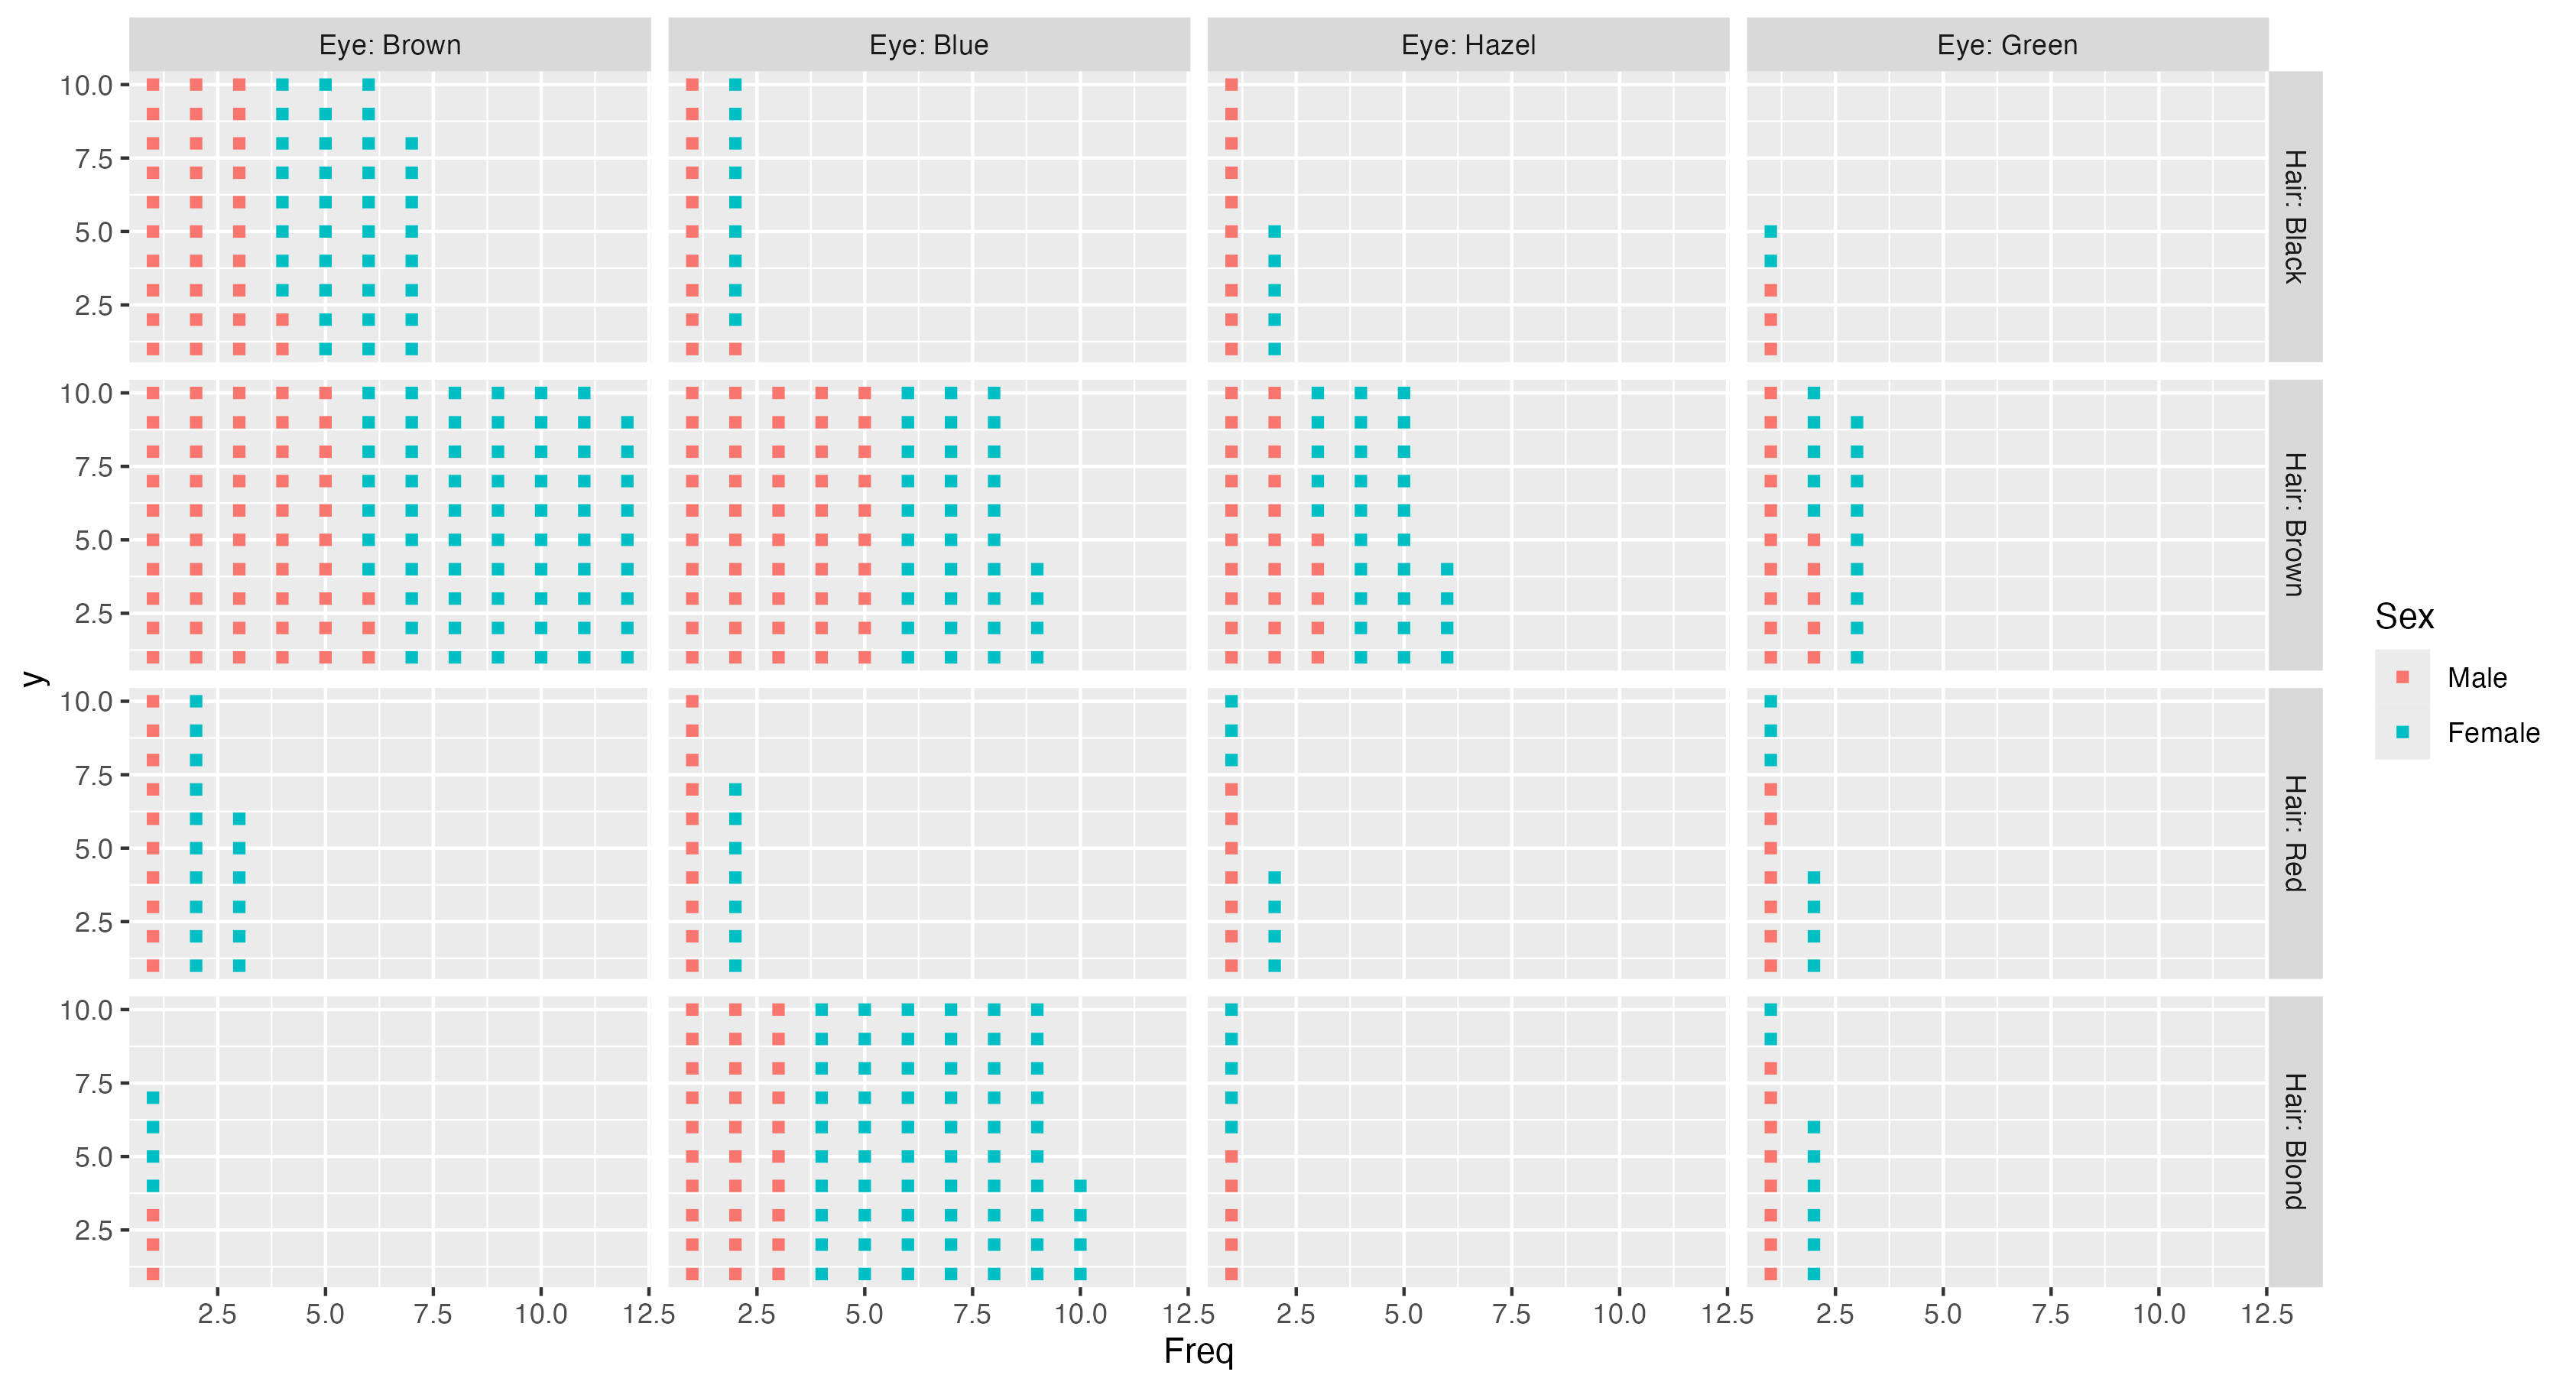 Eye: Brown Eye: Blue Eye: Hazel Eye: Green
10.0
7.5
5.0
2.5
Hair: Black
10.0
7.5
5.0
2.5
Hair: Brown
10.0
7.5
5.0
2.5
Hair: Red
10.0
7.5
5.0
2.5
Hair: Blond
y
2.5 5.0 7.5 10.0 12.5 2.5 5.0 7.5 10.0 12.5 2.5 5.0 7.5 10.0 12.5 2.5 5.0 7.5 10.0 12.5
Freq
Sex
Male
Female